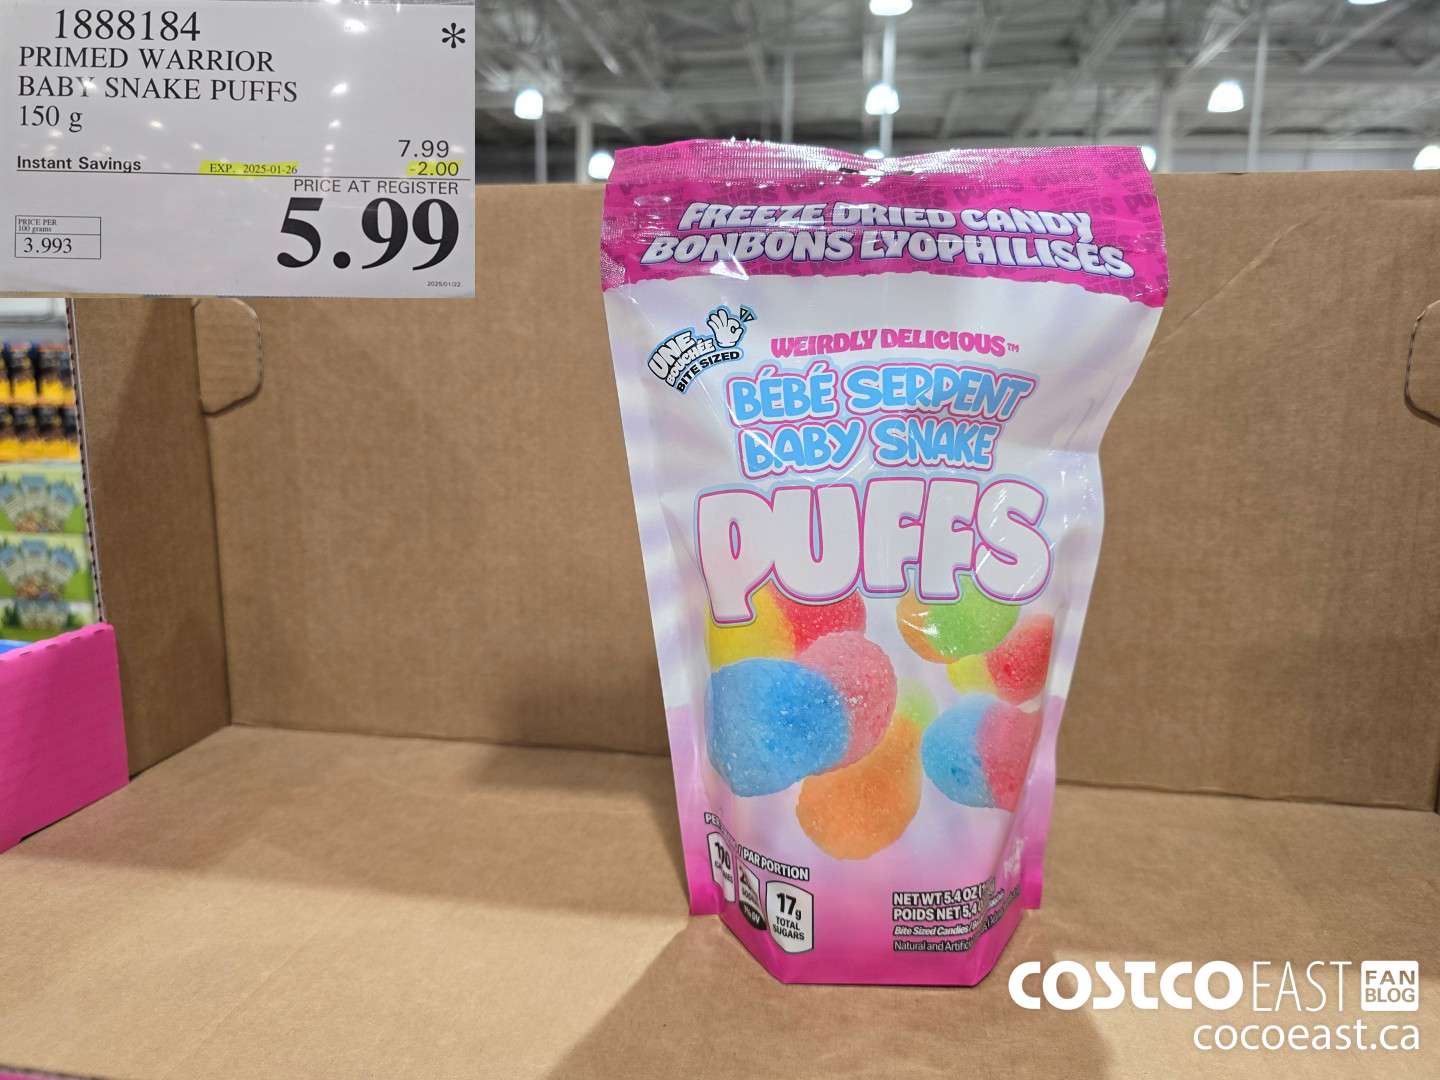 1888184
*
PRIMED WARRIOR
BABY SNAKE PUFFS
150 g
7.99
Instant Savings
EXP. 2025-01-26
-2.00
PRICE AT REGISTER
5.99
PRICE PER
100 grams
3.993
2025/01/22
FREEZE DRIED CANDY
BONBONS LYOPHILISÉS
UNE
BOUCHÉE
BITE SIZED
WEIRDLY DELICIOUS™
BÉBÉ SERPENT
BABY SNAKE
PUFFS
PAR PORTION
17g
TOTAL
SUGARS
NET WT 5.4 OZ
POIDS NET 5,4
Bite Sized Candies
Natural and
COSTCO EAST FAN
BLOG
cocoeast.ca